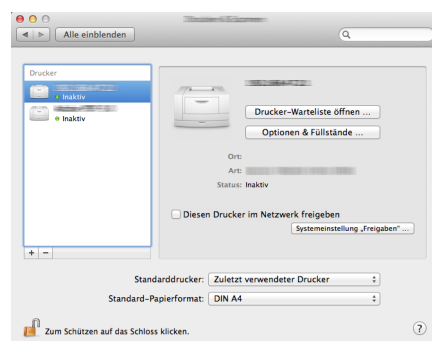 Alle einblenden
Drucker
Inaktiv
Inaktiv
Drucker-Warteliste öffnen ...
Optionen & Füllstände ...
Ort:
Art:
Status: Inaktiv
Diesen Drucker im Netzwerk freigeben
Systemeinstellung „Freigaben“ ...
+ −
Standarddrucker: Zuletzt verwendeter Drucker
Standard-Papierformat: DIN A4
Zum Schützen auf das Schloss klicken.
?